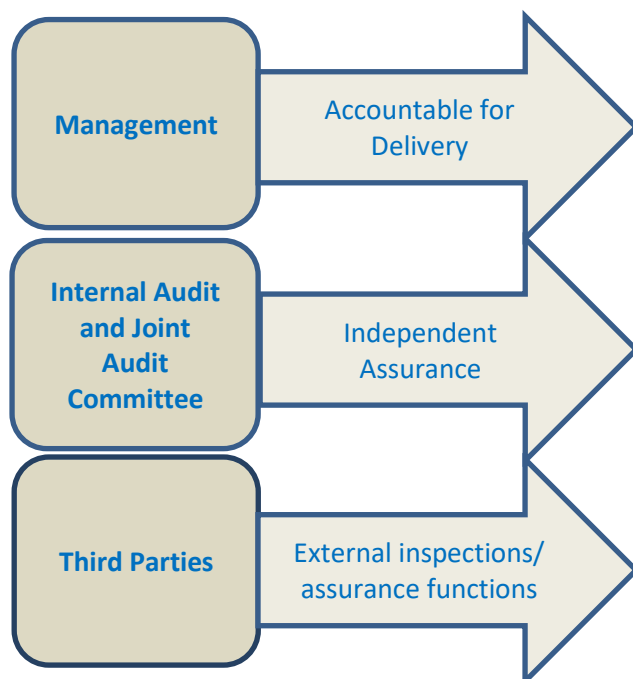 Management
Accountable for
Delivery
Internal Audit
and Joint
Audit
Committee
Independent
Assurance
Third Parties
External inspections/
assurance functions